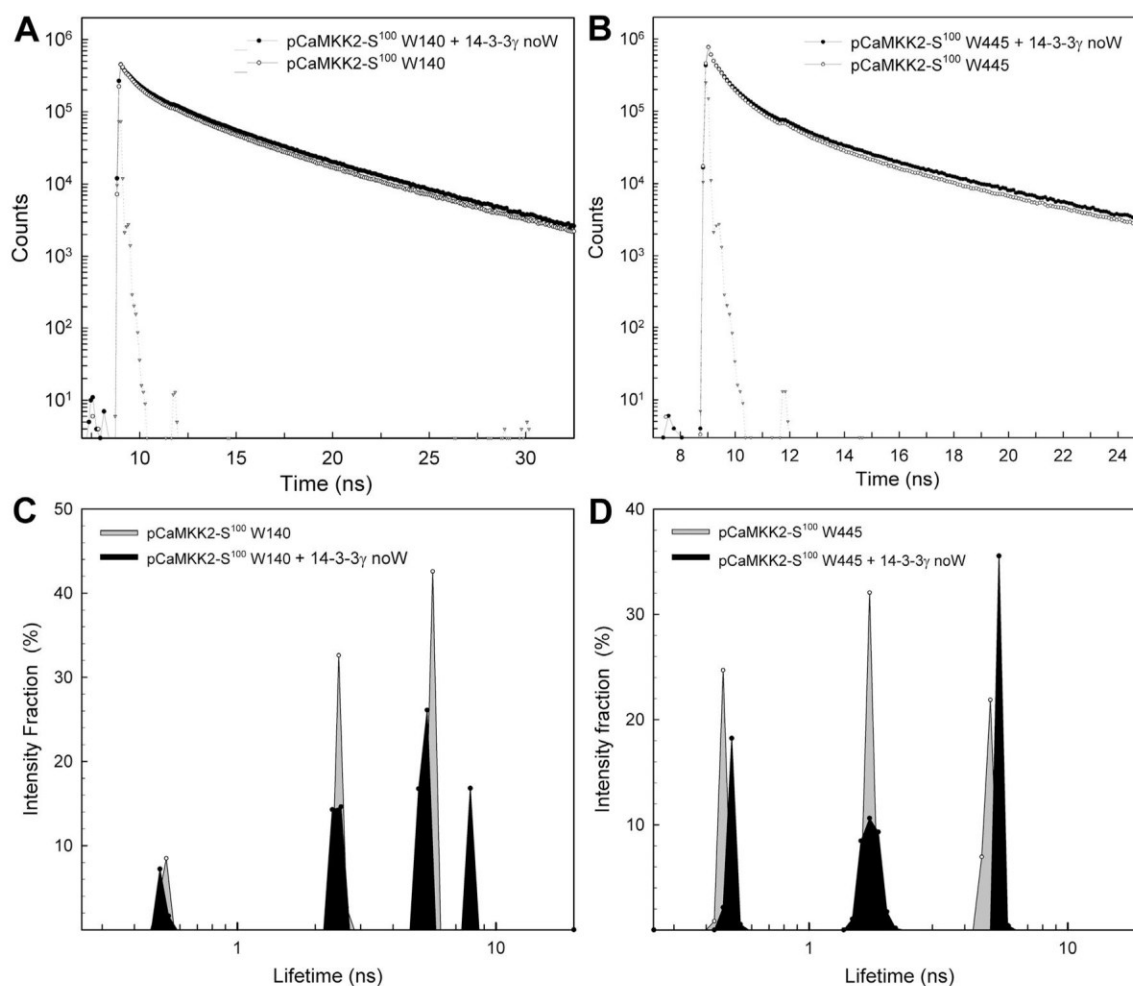 A
pCaMKK2-S¹⁰⁰ W140 + 14-3-3γ noW
pCaMKK2-S¹⁰⁰ W140
10⁶
10⁵
10⁴
10³
10²
10¹
Counts
10 15 20 25 30
Time (ns)
B
pCaMKK2-S¹⁰⁰ W445 + 14-3-3γ noW
pCaMKK2-S¹⁰⁰ W445
10⁶
10⁵
10⁴
10³
10²
10¹
Counts
8 10 12 14 16 18 20 22 24
Time (ns)
C
pCaMKK2-S¹⁰⁰ W140
pCaMKK2-S¹⁰⁰ W140 + 14-3-3γ noW
50
40
30
20
10
Intensity Fraction (%)
1 10
Lifetime (ns)
D
pCaMKK2-S¹⁰⁰ W445
pCaMKK2-S¹⁰⁰ W445 + 14-3-3γ noW
40
30
20
10
Intensity fraction (%)
1 10
Lifetime (ns)